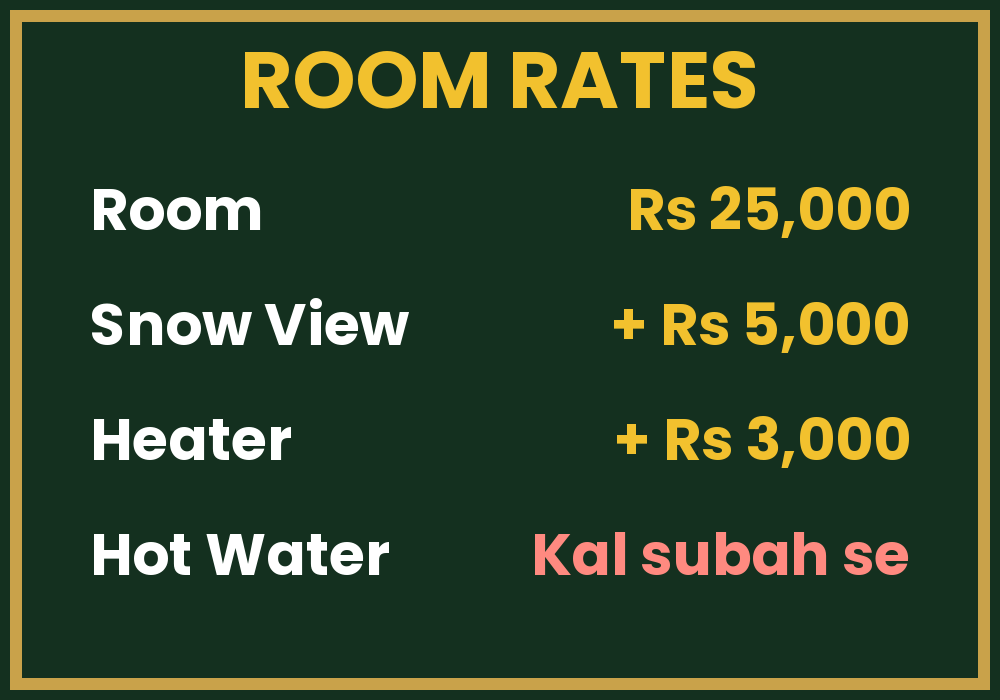 ROOM RATES
Room Rs 25,000
Snow View + Rs 5,000
Heater + Rs 3,000
Hot Water Kal subah se